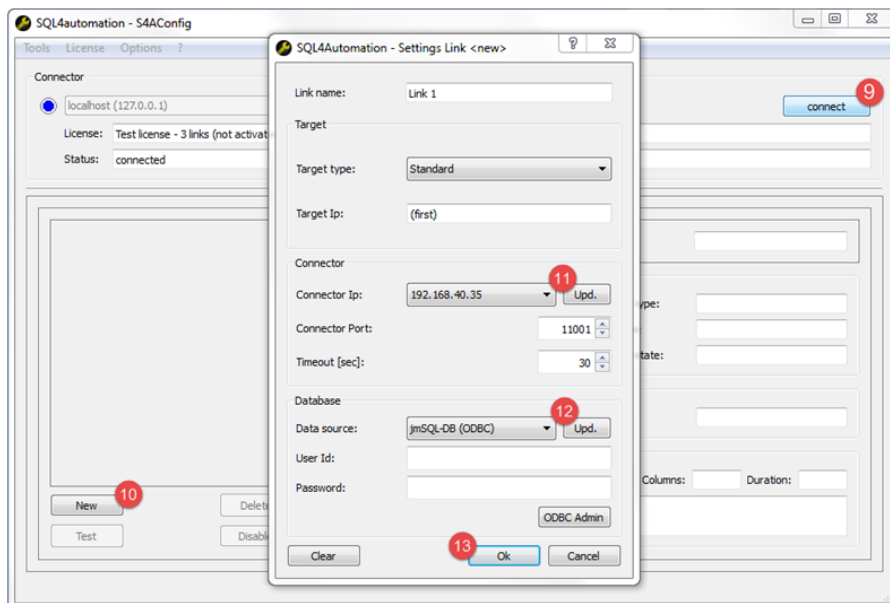 SQL4automation - S4AConfig
Tools License Options ?
Connector
localhost (127.0.0.1)
connect
9
License: Test license - 3 links (not activat
Status: connected
SQL4Automation - Settings Link <new>
Link name: Link 1
Target
Target type: Standard
Target Ip: (first)
Connector
11
Connector Ip: 192.168.40.35 Upd.
Connector Port: 11001
Timeout [sec]: 30
Database
12
Data source: jmSQL-DB (ODBC) Upd.
User Id:
Password:
ODBC Admin
13
Clear Ok Cancel
ype:
tate:
Columns: Duration:
10
New Delete
Test Disable